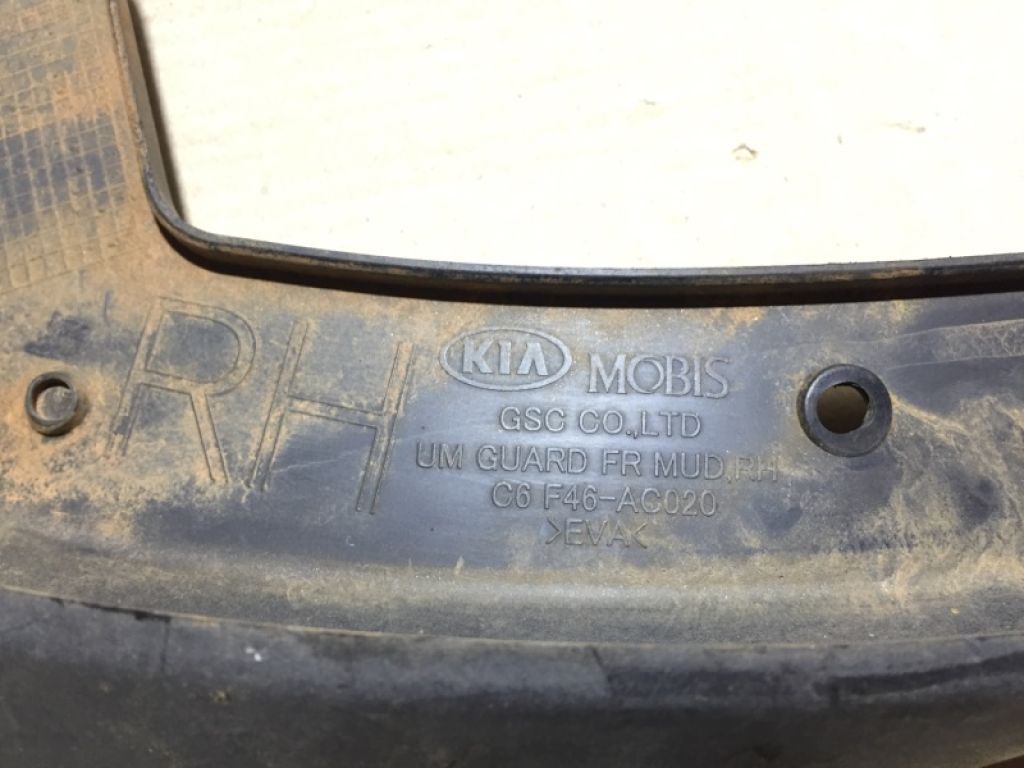 RH
KIA MOBIS
GSC CO.,LTD
UM GUARD FR MUD,RH
C6 F46-AC020
>EVA<